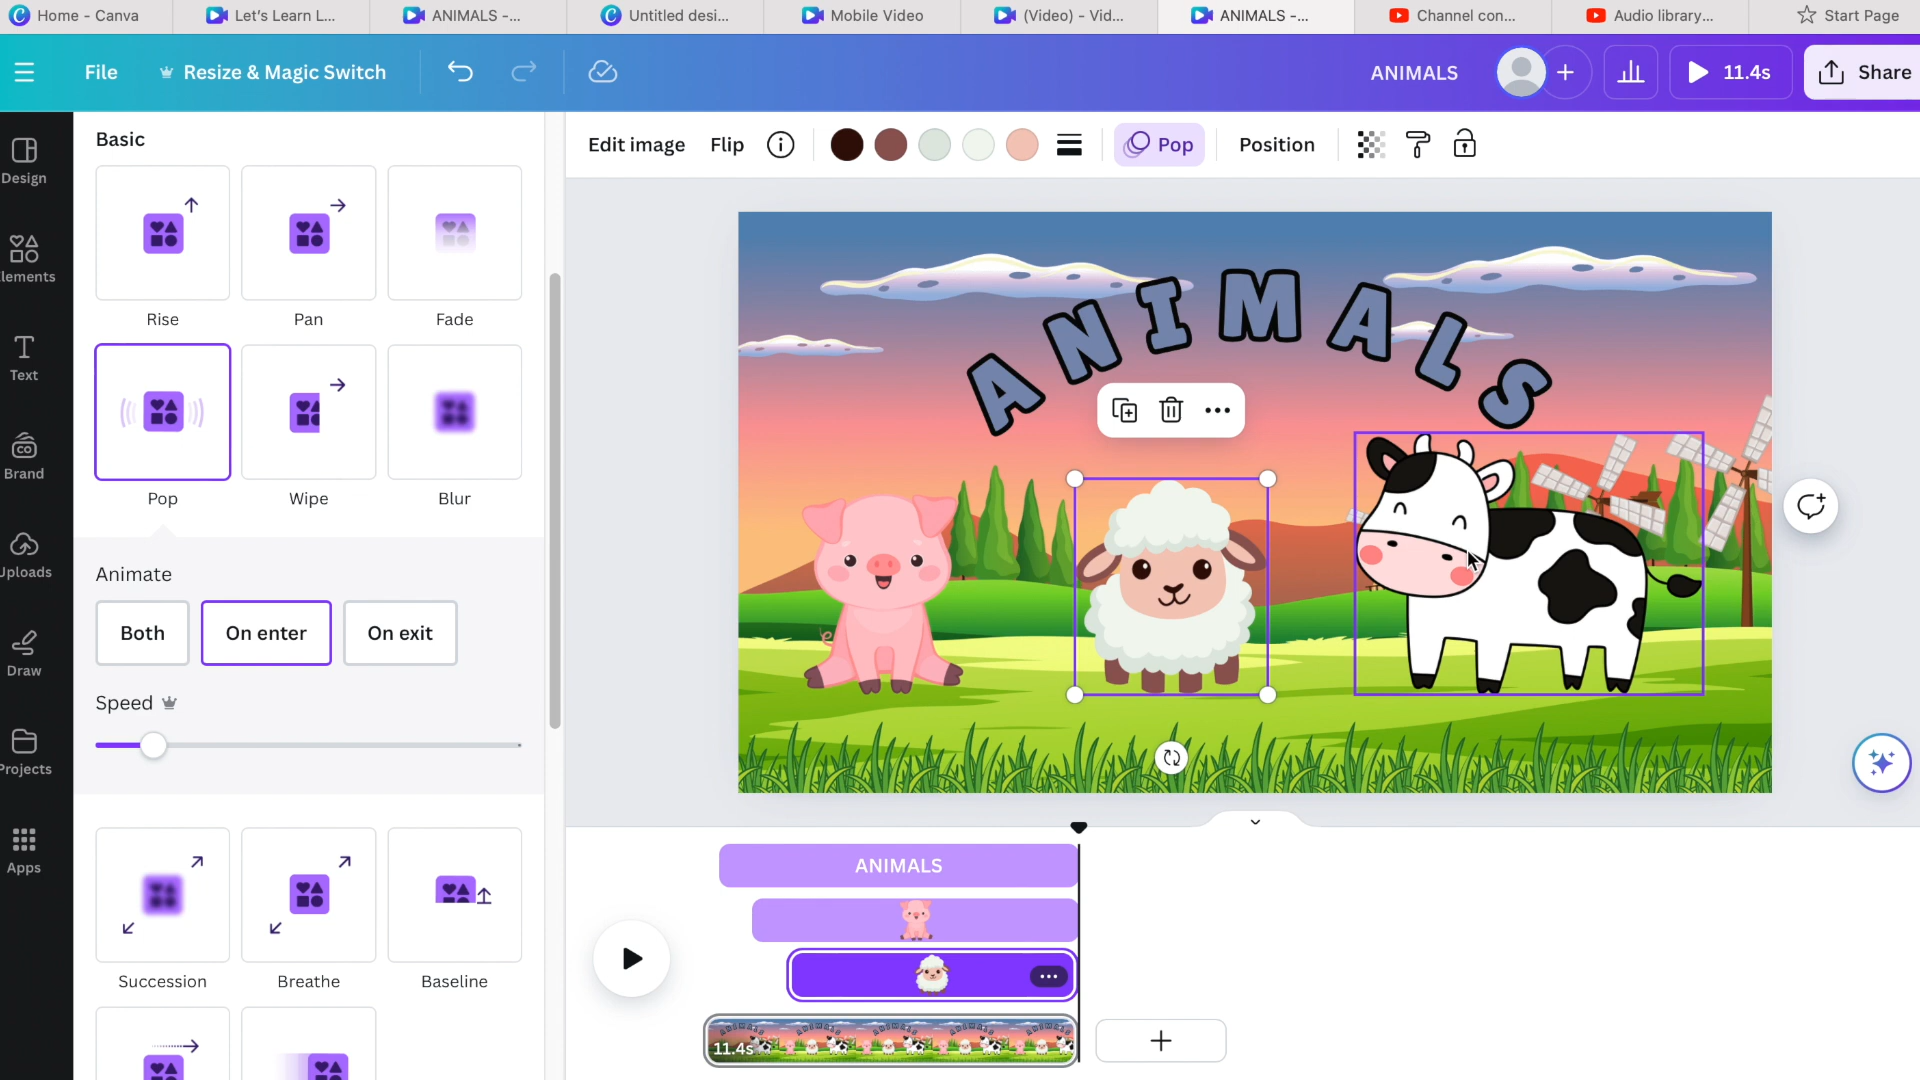 Home - Canva
Let's Learn L...
ANIMALS -...
Untitled desi...
Mobile Video
(Video) - Vid...
ANIMALS -...
Channel con...
Audio library...
Start Page
File
Resize & Magic Switch
ANIMALS
11.4s
Share
Design
lements
Text
Brand
Uploads
Draw
Projects
Apps
Basic
Rise
Pan
Fade
Pop
Wipe
Blur
Animate
Both
On enter
On exit
Speed
Succession
Breathe
Baseline
Edit image
Flip
Pop
Position
ANIMALS
ANIMALS
11.4s